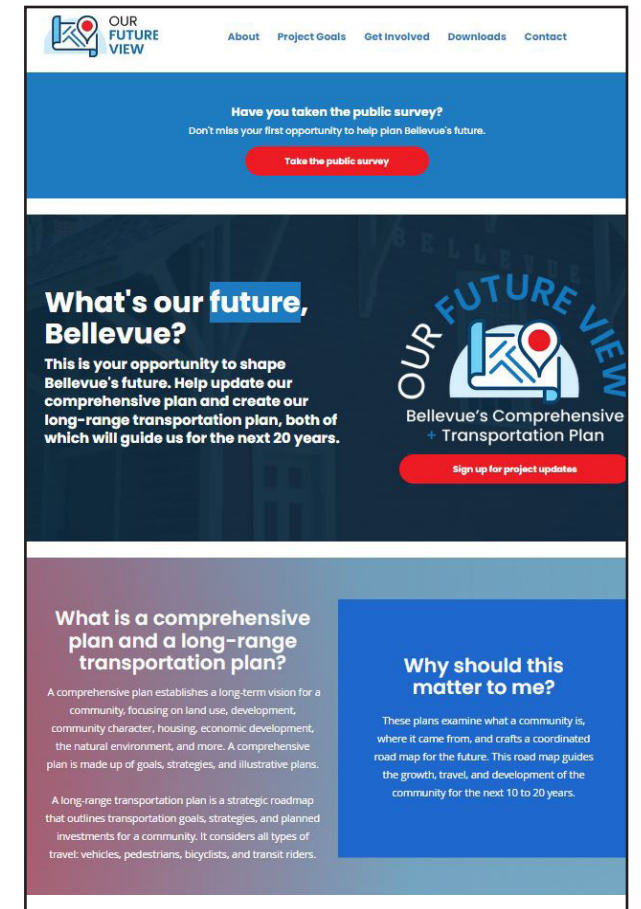 OUR
FUTURE
VIEW
About Project Goals Get Involved Downloads Contact
Have you taken the public survey?
Don't miss your first opportunity to help plan Bellevue's future.
Take the public survey
BELLEVUE
What's our future,
Bellevue?
This is your opportunity to shape
Bellevue's future. Help update our
comprehensive plan and create our
long-range transportation plan, both of
which will guide us for the next 20 years.
OUR FUTURE VIEW
Bellevue's Comprehensive
+ Transportation Plan
Sign up for project updates
What is a comprehensive
plan and a long-range
transportation plan?
A comprehensive plan establishes a long-term vision for a
community, focusing on land use, development,
community character, housing, economic development,
the natural environment, and more. A comprehensive
plan is made up of goals, strategies, and illustrative plans.
A long-range transportation plan is a strategic roadmap
that outlines transportation goals, strategies, and planned
investments for a community. It considers all types of
travel: vehicles, pedestrians, bicyclists, and transit riders.
Why should this
matter to me?
These plans examine what a community is,
where it came from, and crafts a coordinated
road map for the future. This road map guides
the growth, travel, and development of the
community for the next 10 to 20 years.